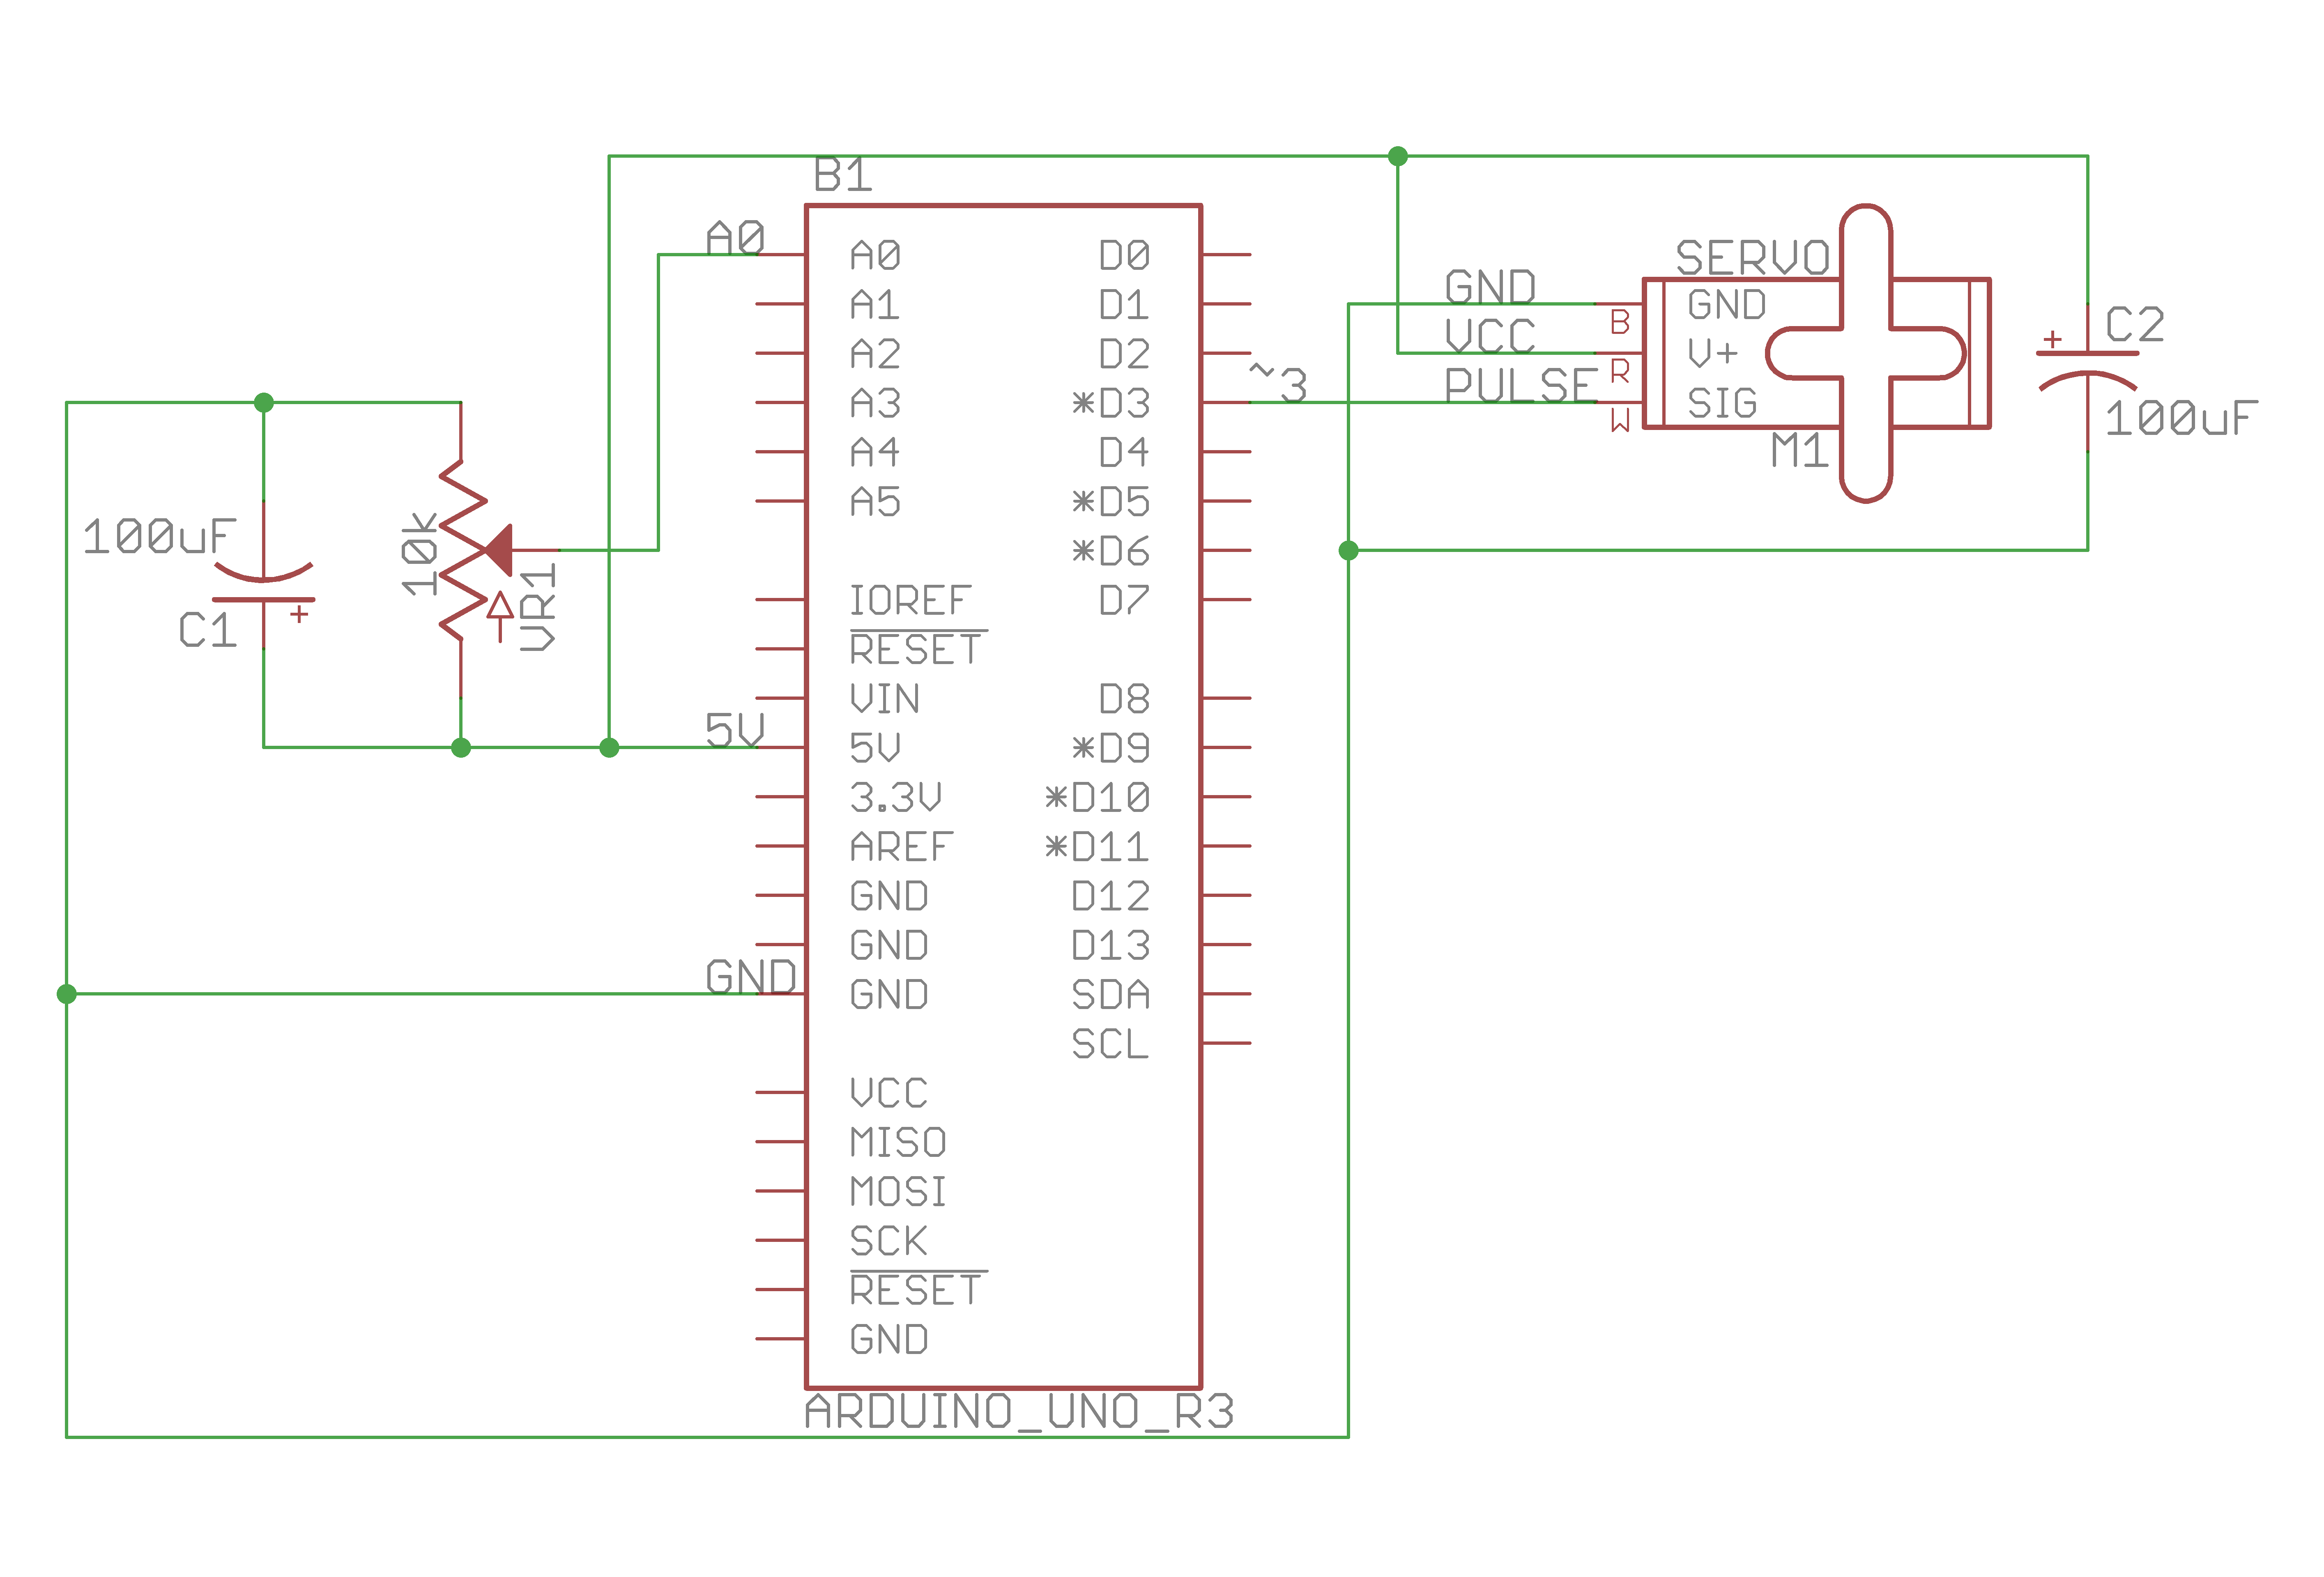 B1
A0
A0
A1
A2
A3
A4
A5
IOREF
RESET
VIN
5V
5V
3.3V
AREF
GND
GND
GND
GND
VCC
MISO
MOSI
SCK
RESET
GND
D0
D1
D2
*D3
~3
D4
*D5
*D6
D7
D8
*D9
*D10
*D11
D12
D13
SDA
SCL
ARDUINO_UNO_R3
100uF
+
C1
10K
VR1
GND
VCC
PULSE
B
R
W
SERVO
GND
V+
SIG
M1
C2
+
100uF